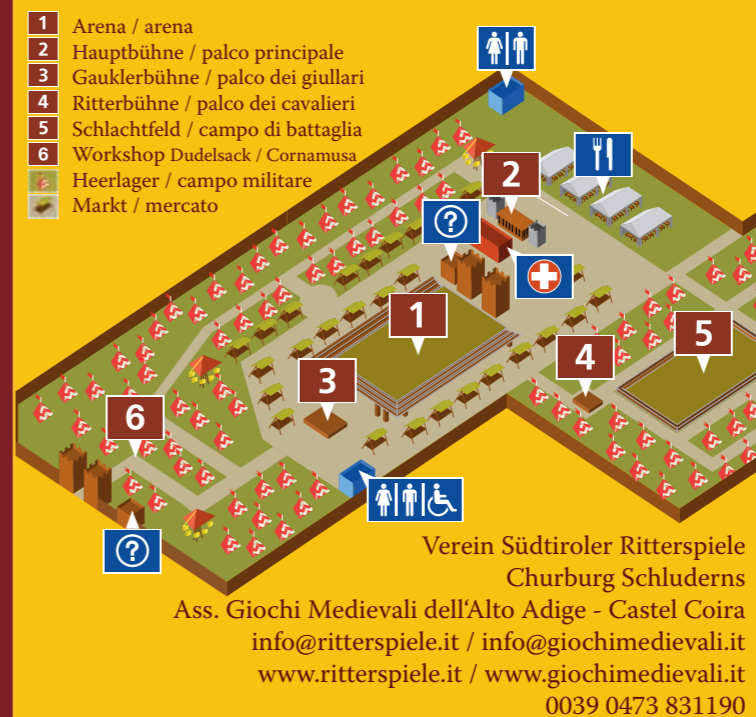 1 Arena / arena
2 Hauptbühne / palco principale
3 Gauklerbühne / palco dei giullari
4 Ritterbühne / palco dei cavalieri
5 Schlachtfeld / campo di battaglia
6 Workshop Dudelsack / Cornamusa
Heerlager / campo militare
Markt / mercato
2
?
1
5
4
3
6
?
Verein Südtiroler Ritterspiele
Churburg Schluderns
Ass. Giochi Medievali dell‘Alto Adige - Castel Coira
info@ritterspiele.it / info@giochimedievali.it
www.ritterspiele.it / www.giochimedievali.it
0039 0473 831190